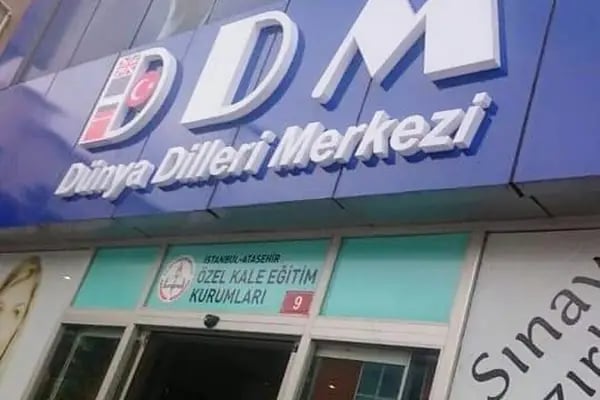 DDM
Dünya Dilleri Merkezi
İSTANBUL-ATAŞEHİR
ÖZEL KALE EĞİTİM
KURUMLARI
9
Sınav